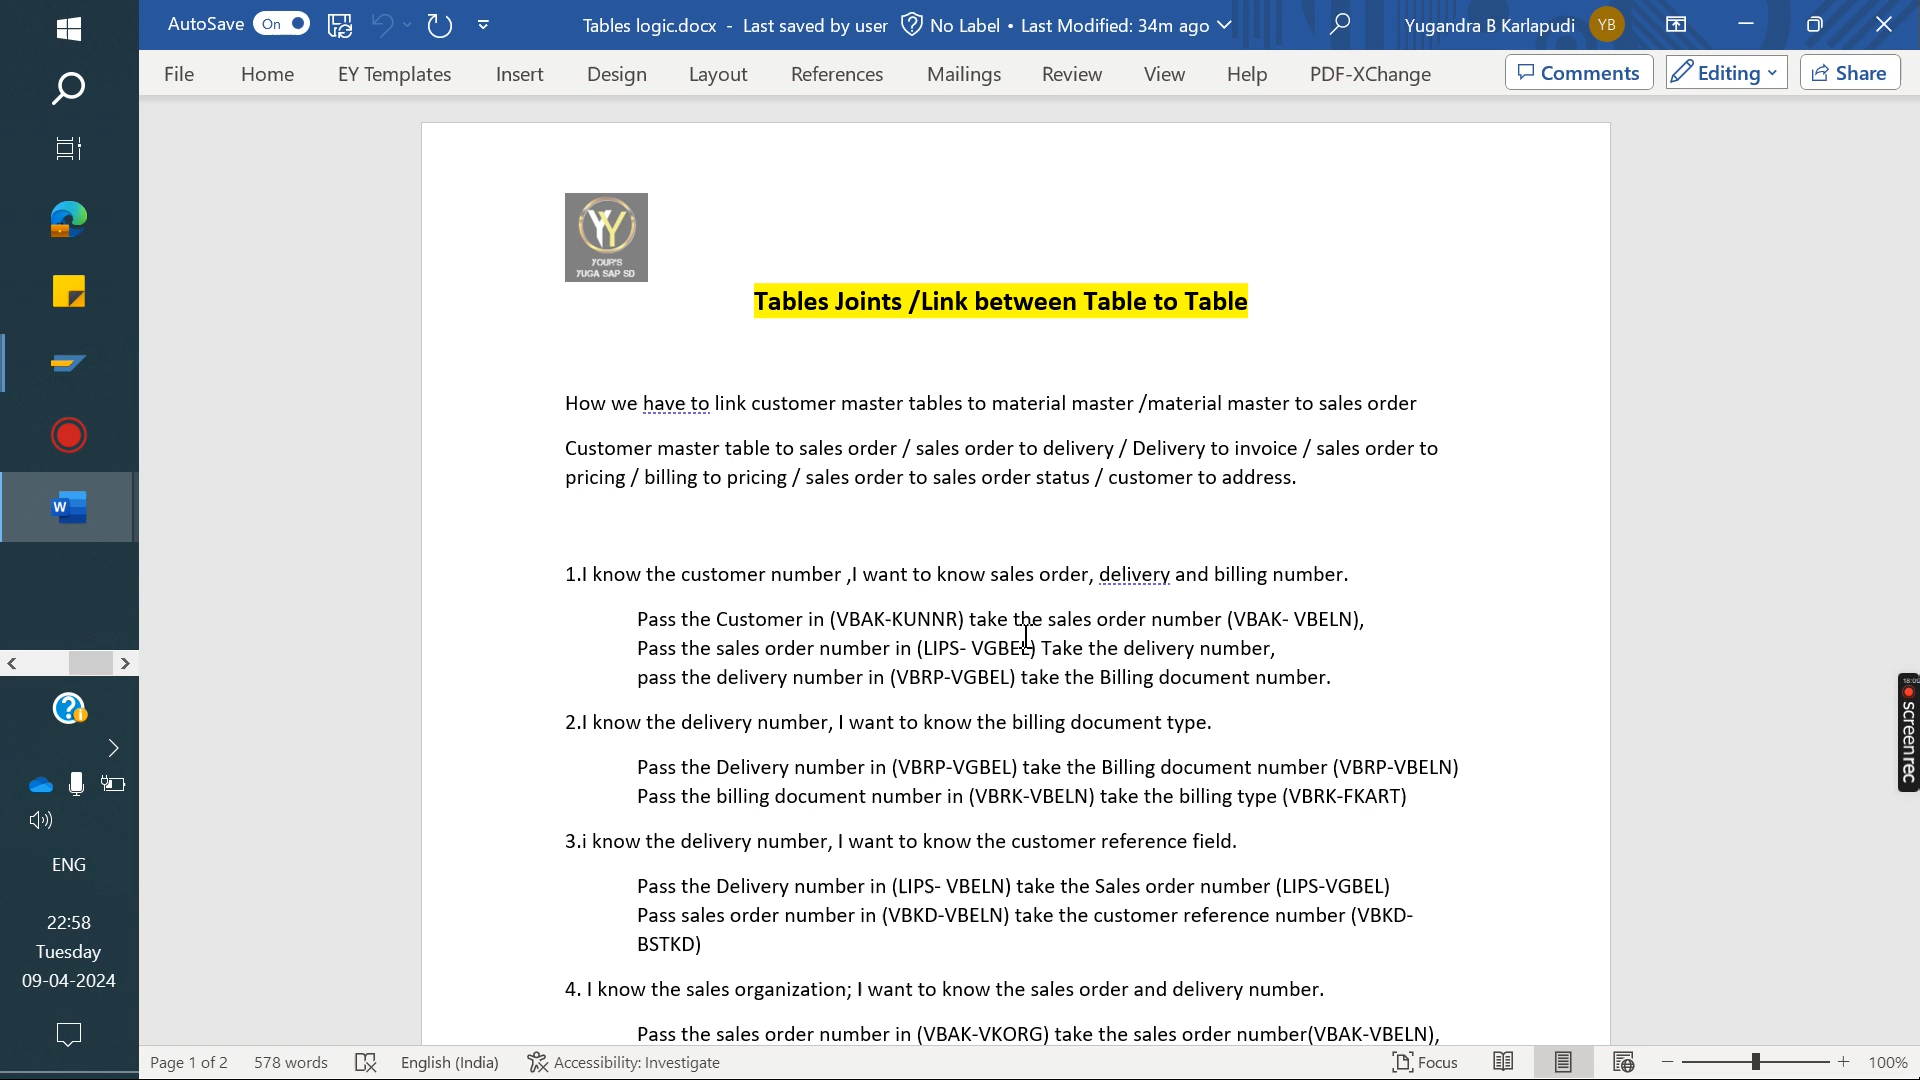 AutoSave On Tables logic.docx - Last saved by user No Label • Last Modified: 34m ago Yugandra B Karlapudi YB
File Home EY Templates Insert Design Layout References Mailings Review View Help PDF-XChange Comments Editing Share
YY
YOUR'S
YUGA SAP SD
Tables Joints /Link between Table to Table
How we have to link customer master tables to material master /material master to sales order
Customer master table to sales order / sales order to delivery / Delivery to invoice / sales order to
pricing / billing to pricing / sales order to sales order status / customer to address.
1.I know the customer number ,I want to know sales order, delivery and billing number.
Pass the Customer in (VBAK-KUNNR) take the sales order number (VBAK- VBELN),
Pass the sales order number in (LIPS- VGBEL) Take the delivery number,
pass the delivery number in (VBRP-VGBEL) take the Billing document number.
2.I know the delivery number, I want to know the billing document type.
Pass the Delivery number in (VBRP-VGBEL) take the Billing document number (VBRP-VBELN)
Pass the billing document number in (VBRK-VBELN) take the billing type (VBRK-FKART)
3.i know the delivery number, I want to know the customer reference field.
Pass the Delivery number in (LIPS- VBELN) take the Sales order number (LIPS-VGBEL)
Pass sales order number in (VBKD-VBELN) take the customer reference number (VBKD-
BSTKD)
4. I know the sales organization; I want to know the sales order and delivery number.
Pass the sales order number in (VBAK-VKORG) take the sales order number(VBAK-VBELN),
W
ENG
22:58
Tuesday
09-04-2024
screenrec
Page 1 of 2 578 words English (India) Accessibility: Investigate Focus 100%